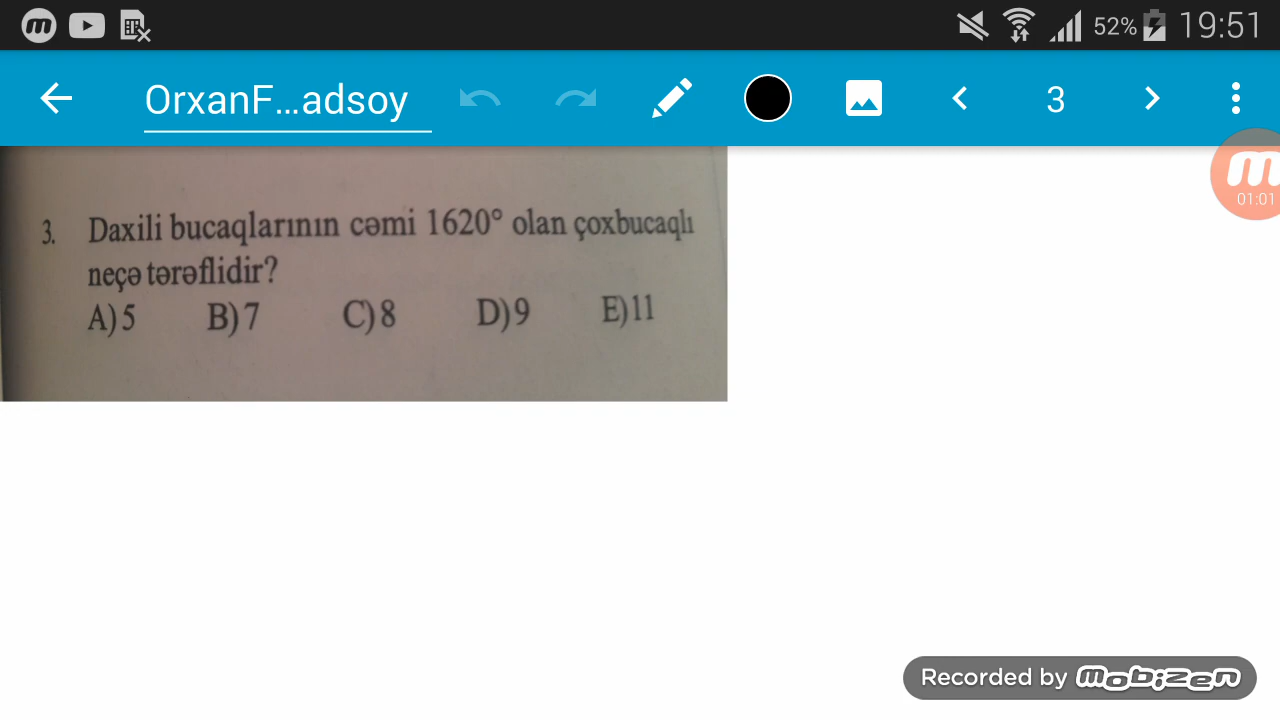 52% 19:51
OrxanF...adsoy 3
01:01
3. Daxili bucaqlarının cəmi 1620° olan çoxbucaqlı
neçə tərəflidir?
A)5 B)7 C)8 D)9 E)11
Recorded by mobizen